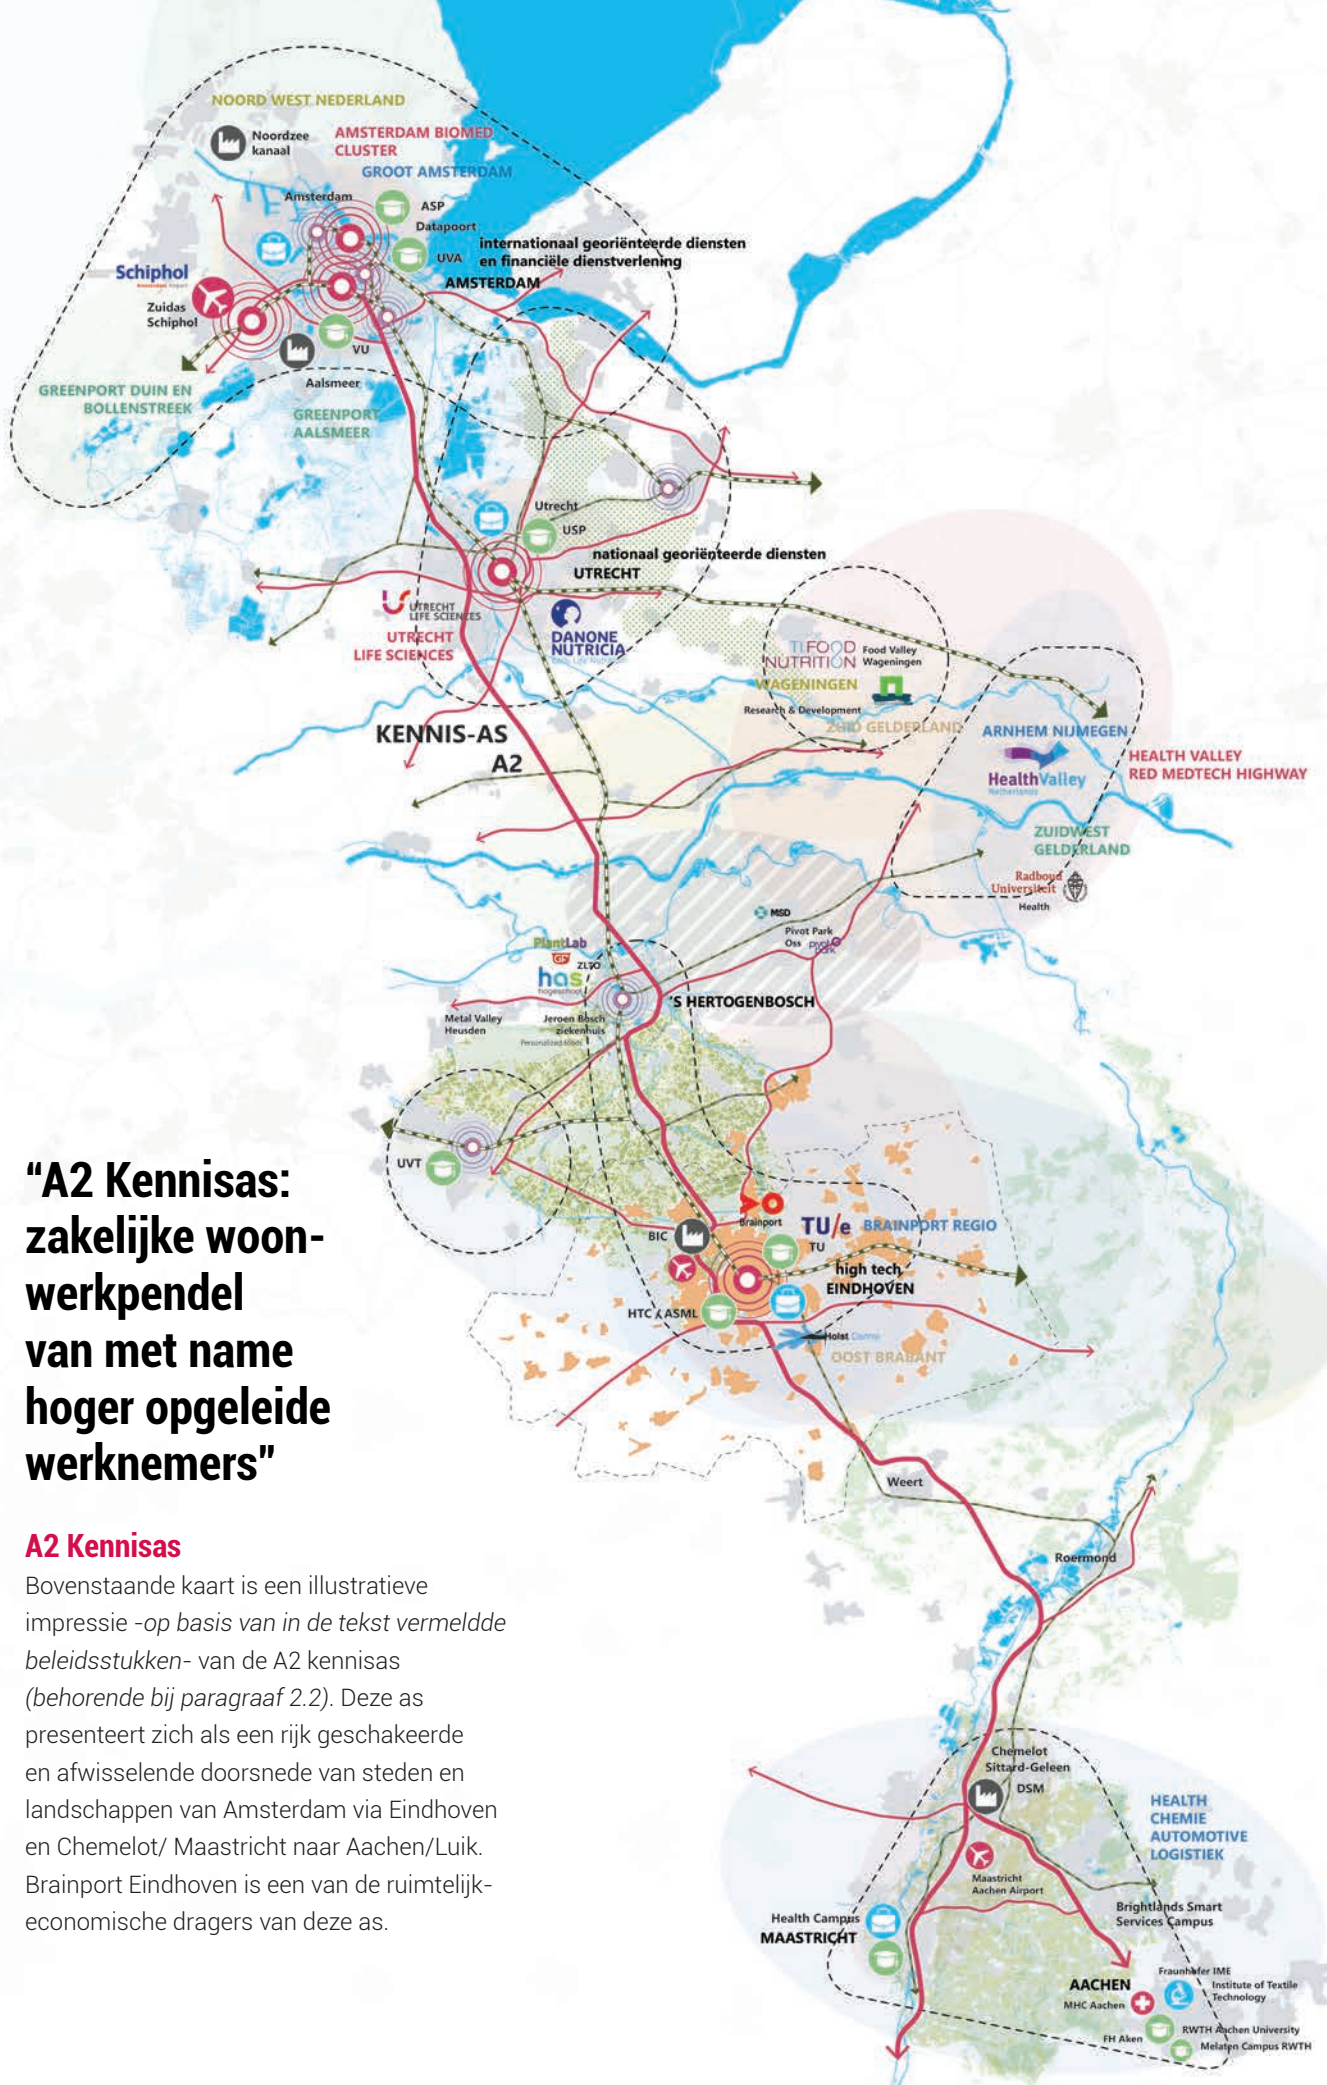 NOORD WEST NEDERLAND
Noordzee
kanaal
AMSTERDAM BIOMED
CLUSTER
GROOT AMSTERDAM
Amsterdam
ASP
Datapoort
UVA
internationaal georiënteerde diensten
en financiële dienstverlening
AMSTERDAM
Schiphol
Zuidas
Schiphol
VU
Aalsmeer
GREENPORT DUIN EN
BOLLENSTREEK
GREENPORT
AALSMEER
Utrecht
USP
nationaal georiënteerde diensten
UTRECHT
UTRECHT
LIFE SCIENCES
UTRECHT
LIFE SCIENCES
DANONE
NUTRICIA
TI FOOD
NUTRITION
Food Valley
Wageningen
WAGENINGEN
Research & Development
ZUID GELDERLAND
KENNIS-AS
A2
ARNHEM NIJMEGEN
HealthValley
Netherlands
HEALTH VALLEY
RED MEDTECH HIGHWAY
ZUIDWEST
GELDERLAND
Radboud
Universiteit
Health
MSD
Pivot Park
Oss
pivot park
PlantLab
GF
ZLTO
has
hogeschool
'S HERTOGENBOSCH
Metal Valley
Heusden
Jeroen Bosch
ziekenhuis
UVT
Brainport
TU/e
BRAINPORT REGIO
BIC
TU
high tech
EINDHOVEN
HTC / ASML
Holst Centre
OOST BRABANT
Weert
Roermond
"A2 Kennisas:
zakelijke woon-
werkpendel
van met name
hoger opgeleide
werknemers"
A2 Kennisas
Bovenstaande kaart is een illustratieve
impressie -op basis van in de tekst vermeldde
beleidsstukken- van de A2 kennisas
(behorende bij paragraaf 2.2). Deze as
presenteert zich als een rijk geschakeerde
en afwisselende doorsnede van steden en
landschappen van Amsterdam via Eindhoven
en Chemelot/ Maastricht naar Aachen/Luik.
Brainport Eindhoven is een van de ruimtelijk-
economische dragers van deze as.
Chemelot
Sittard-Geleen
DSM
HEALTH
CHEMIE
AUTOMOTIVE
LOGISTIEK
Maastricht
Aachen Airport
Brightlands Smart
Services Campus
Health Campus
MAASTRICHT
AACHEN
MHC Aachen
Fraunhofer IME
Institute of Textile
Technology
FH Aken
RWTH Aachen University
Melaten Campus RWTH